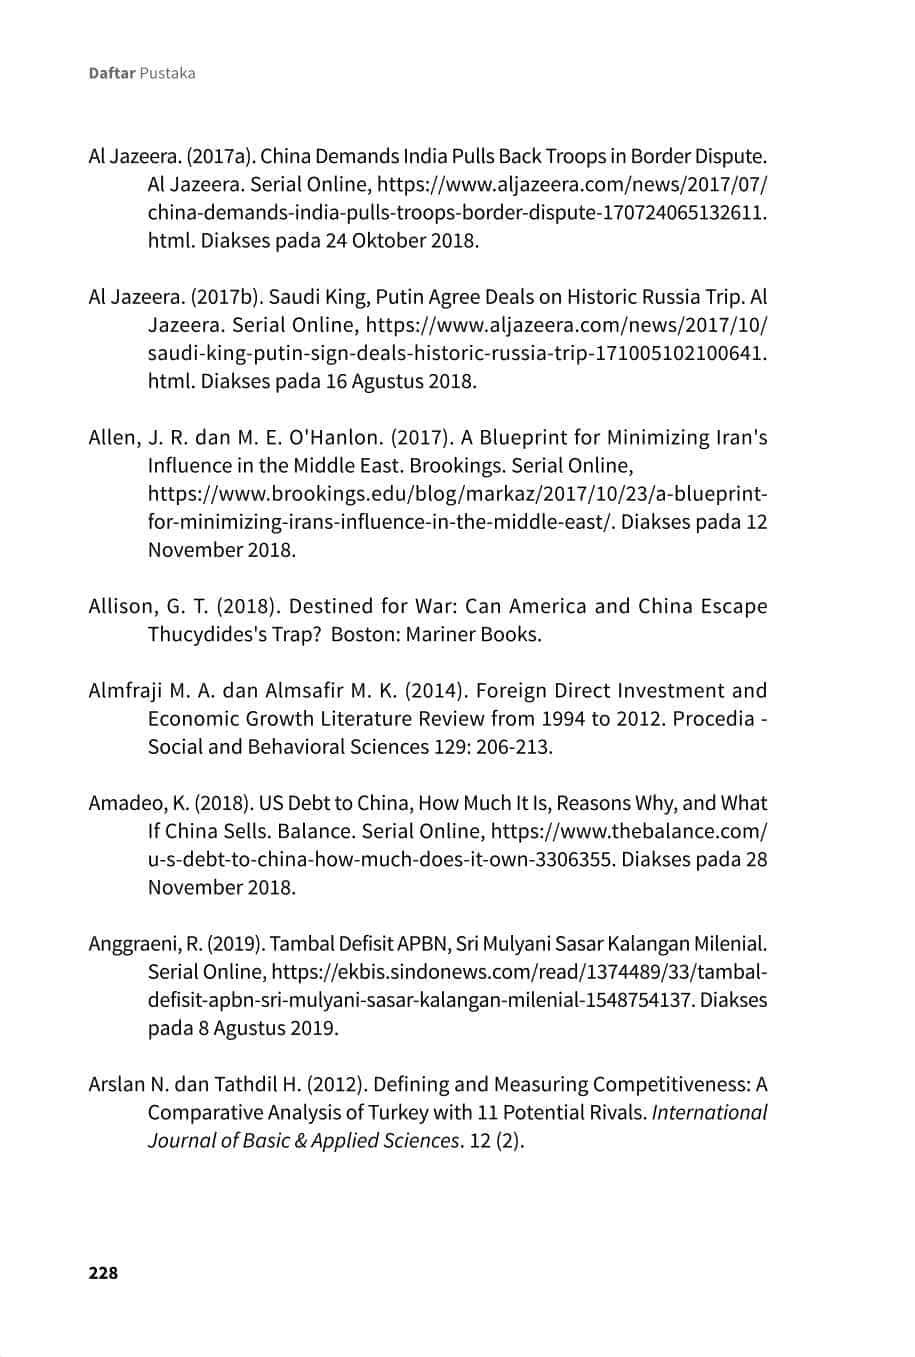 Daftar Pustaka
Al Jazeera. (2017a). China Demands India Pulls Back Troops in Border Dispute.
Al Jazeera. Serial Online, https://www.aljazeera.com/news/2017/07/
china-demands-india-pulls-troops-border-dispute-170724065132611.
html. Diakses pada 24 Oktober 2018.
Al Jazeera. (2017b). Saudi King, Putin Agree Deals on Historic Russia Trip. Al
Jazeera. Serial Online, https://www.aljazeera.com/news/2017/10/
saudi-king-putin-sign-deals-historic-russia-trip-171005102100641.
html. Diakses pada 16 Agustus 2018.
Allen, J. R. dan M. E. O'Hanlon. (2017). A Blueprint for Minimizing Iran's
Influence in the Middle East. Brookings. Serial Online,
https://www.brookings.edu/blog/markaz/2017/10/23/a-blueprint-
for-minimizing-irans-influence-in-the-middle-east/. Diakses pada 12
November 2018.
Allison, G. T. (2018). Destined for War: Can America and China Escape
Thucydides's Trap? Boston: Mariner Books.
Almfraji M. A. dan Almsafir M. K. (2014). Foreign Direct Investment and
Economic Growth Literature Review from 1994 to 2012. Procedia -
Social and Behavioral Sciences 129: 206-213.
Amadeo, K. (2018). US Debt to China, How Much It Is, Reasons Why, and What
If China Sells. Balance. Serial Online, https://www.thebalance.com/
u-s-debt-to-china-how-much-does-it-own-3306355. Diakses pada 28
November 2018.
Anggraeni, R. (2019). Tambal Defisit APBN, Sri Mulyani Sasar Kalangan Milenial.
Serial Online, https://ekbis.sindonews.com/read/1374489/33/tambal-
defisit-apbn-sri-mulyani-sasar-kalangan-milenial-1548754137. Diakses
pada 8 Agustus 2019.
Arslan N. dan Tathdil H. (2012). Defining and Measuring Competitiveness: A
Comparative Analysis of Turkey with 11 Potential Rivals. International
Journal of Basic & Applied Sciences. 12 (2).
228